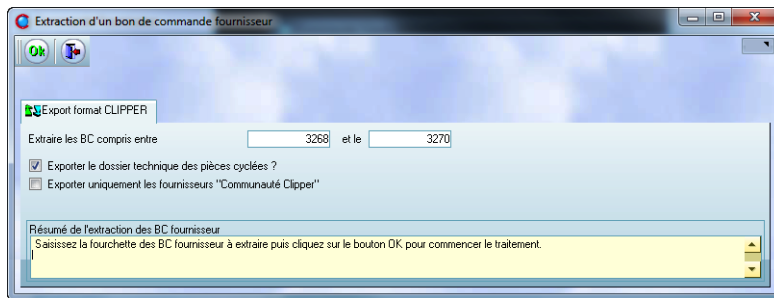 Extraction d'un bon de commande fournisseur
Ok
Export format CLIPPER
Extraire les BC compris entre 3268 et le 3270
Exporter le dossier technique des pièces cyclées ?
Exporter uniquement les fournisseurs "Communauté Clipper"
Résumé de l'extraction des BC fournisseur
Saisissez la fourchette des BC fournisseur à extraire puis cliquez sur le bouton OK pour commencer le traitement.